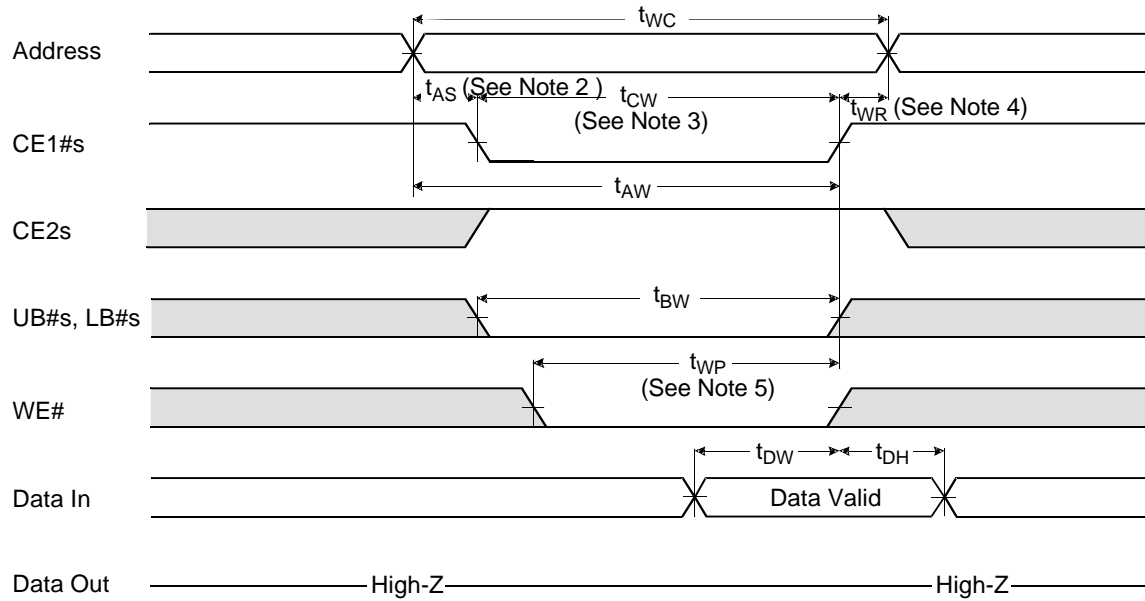 tWC
Address
tAS (See Note 2 )
tCW
(See Note 3)
tWR (See Note 4)
CE1#s
tAW
CE2s
tBW
UB#s, LB#s
tWP
(See Note 5)
WE#
tDW
tDH
Data In
Data Valid
Data Out
High-Z
High-Z